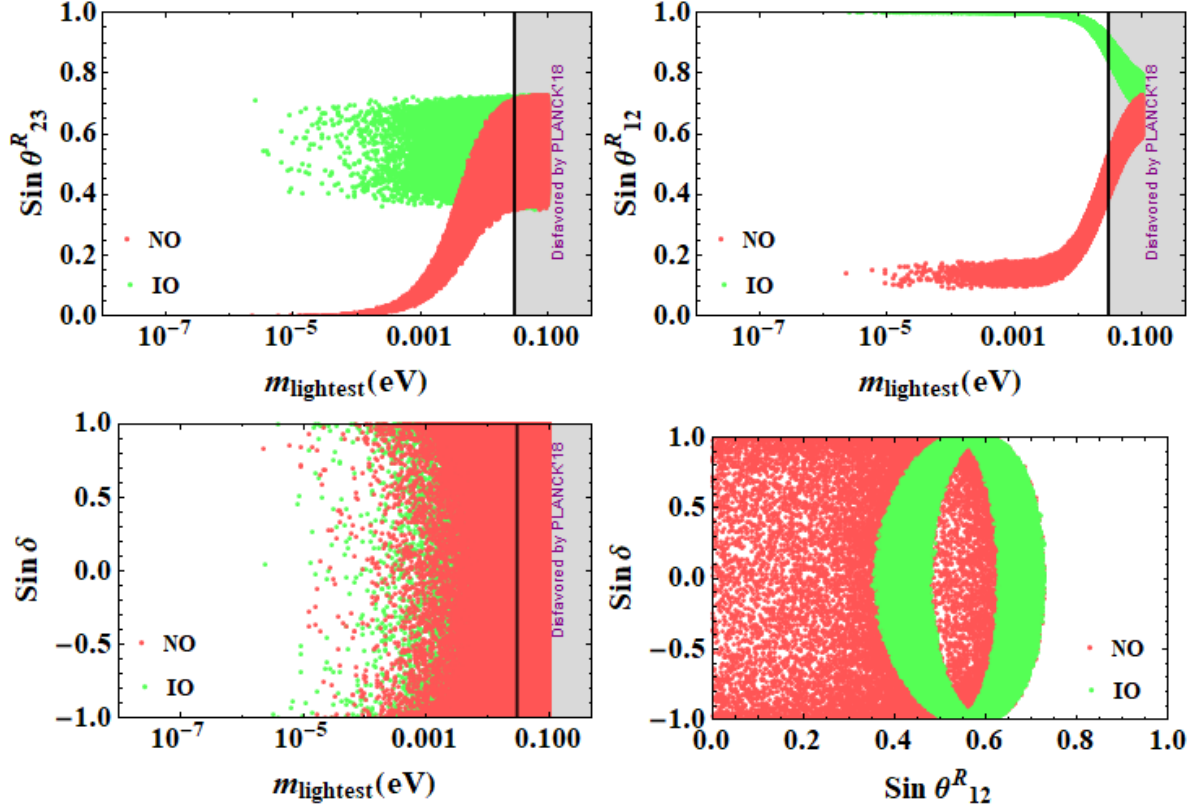 Sin θ^R_23
1.0
0.8
0.6
0.4
0.2
0.0
NO
IO
Disfavored by PLANCK'18
10^-7 10^-5 0.001 0.100
m_lightest(eV)
Sin θ^R_12
1.0
0.8
0.6
0.4
0.2
0.0
NO
IO
Disfavored by PLANCK'18
10^-7 10^-5 0.001 0.100
m_lightest(eV)
Sin δ
1.0
0.5
0.0
-0.5
-1.0
NO
IO
Disfavored by PLANCK'18
10^-7 10^-5 0.001 0.100
m_lightest(eV)
Sin δ
1.0
0.5
0.0
-0.5
-1.0
NO
IO
0.0 0.2 0.4 0.6 0.8 1.0
Sin θ^R_12